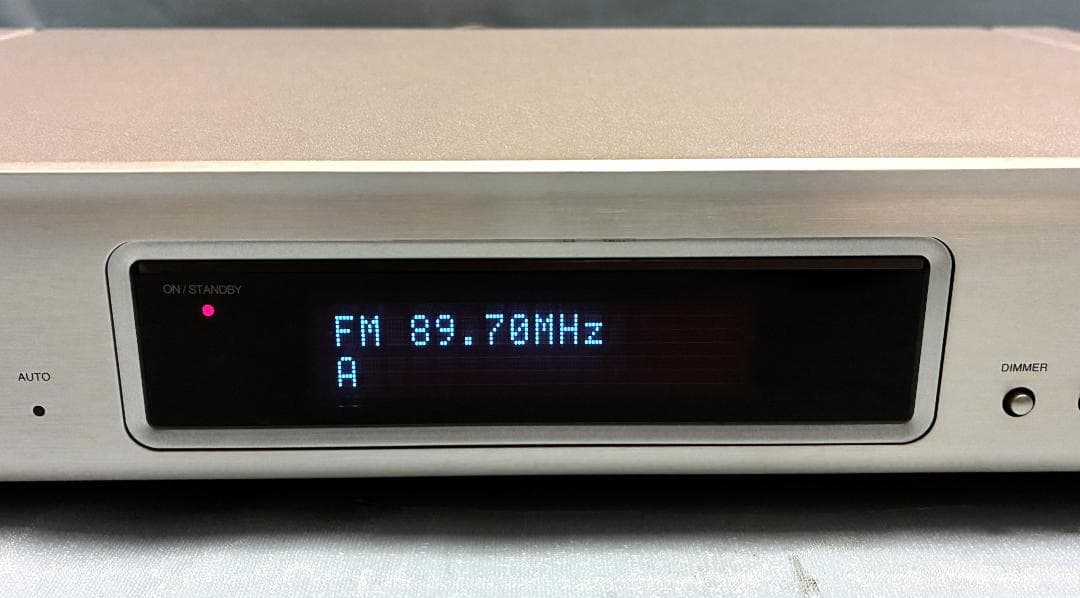 ON / STANDBY
FM 89.70MHz
A
AUTO
DIMMER